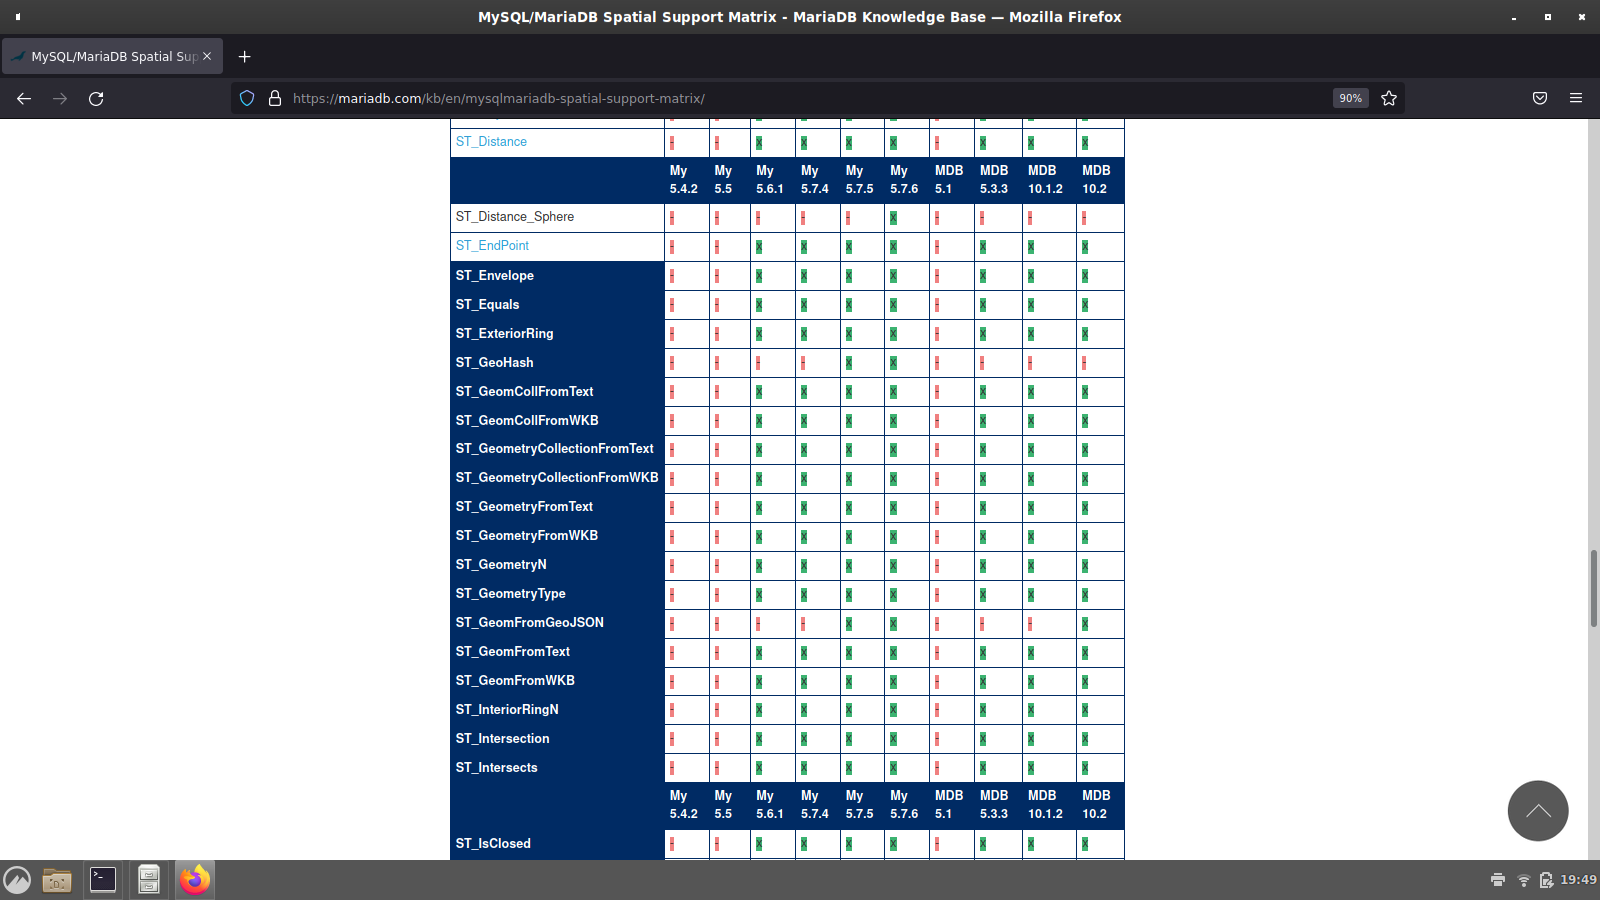 MySQL/MariaDB Spatial Support Matrix - MariaDB Knowledge Base — Mozilla Firefox
MySQL/MariaDB Spatial Sup
https://mariadb.com/kb/en/mysqlmariadb-spatial-support-matrix/ 90%
ST_Distance - - x x x x - x x x
My 5.4.2 My 5.5 My 5.6.1 My 5.7.4 My 5.7.5 My 5.7.6 MDB 5.1 MDB 5.3.3 MDB 10.1.2 MDB 10.2
ST_Distance_Sphere - - - - - x - - - -
ST_EndPoint - - x x x x - x x x
ST_Envelope - - x x x x - x x x
ST_Equals - - x x x x - x x x
ST_ExteriorRing - - x x x x - x x x
ST_GeoHash - - - - x x - - - -
ST_GeomCollFromText - - x x x x - x x x
ST_GeomCollFromWKB - - x x x x - x x x
ST_GeometryCollectionFromText - - x x x x - x x x
ST_GeometryCollectionFromWKB - - x x x x - x x x
ST_GeometryFromText - - x x x x - x x x
ST_GeometryFromWKB - - x x x x - x x x
ST_GeometryN - - x x x x - x x x
ST_GeometryType - - x x x x - x x x
ST_GeomFromGeoJSON - - - - x x - - - x
ST_GeomFromText - - x x x x - x x x
ST_GeomFromWKB - - x x x x - x x x
ST_InteriorRingN - - x x x x - x x x
ST_Intersection - - x x x x - x x x
ST_Intersects - - x x x x - x x x
My 5.4.2 My 5.5 My 5.6.1 My 5.7.4 My 5.7.5 My 5.7.6 MDB 5.1 MDB 5.3.3 MDB 10.1.2 MDB 10.2
ST_IsClosed - - x x x x - x x x
19:49